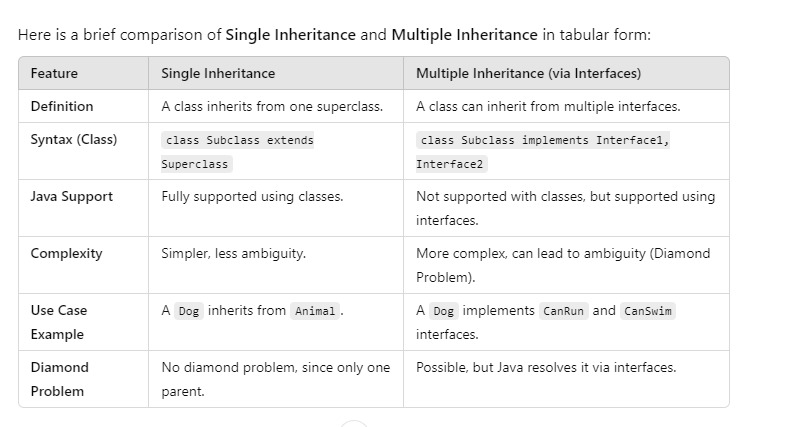 Here is a brief comparison of Single Inheritance and Multiple Inheritance in tabular form:
Feature Single Inheritance Multiple Inheritance (via Interfaces)
Definition A class inherits from one superclass. A class can inherit from multiple interfaces.
Syntax (Class) class Subclass extends class Subclass implements Interface1,
Superclass Interface2
Java Support Fully supported using classes. Not supported with classes, but supported using
interfaces.
Complexity Simpler, less ambiguity. More complex, can lead to ambiguity (Diamond
Problem).
Use Case A Dog inherits from Animal. A Dog implements CanRun and CanSwim
Example interfaces.
Diamond No diamond problem, since only one Possible, but Java resolves it via interfaces.
Problem parent.